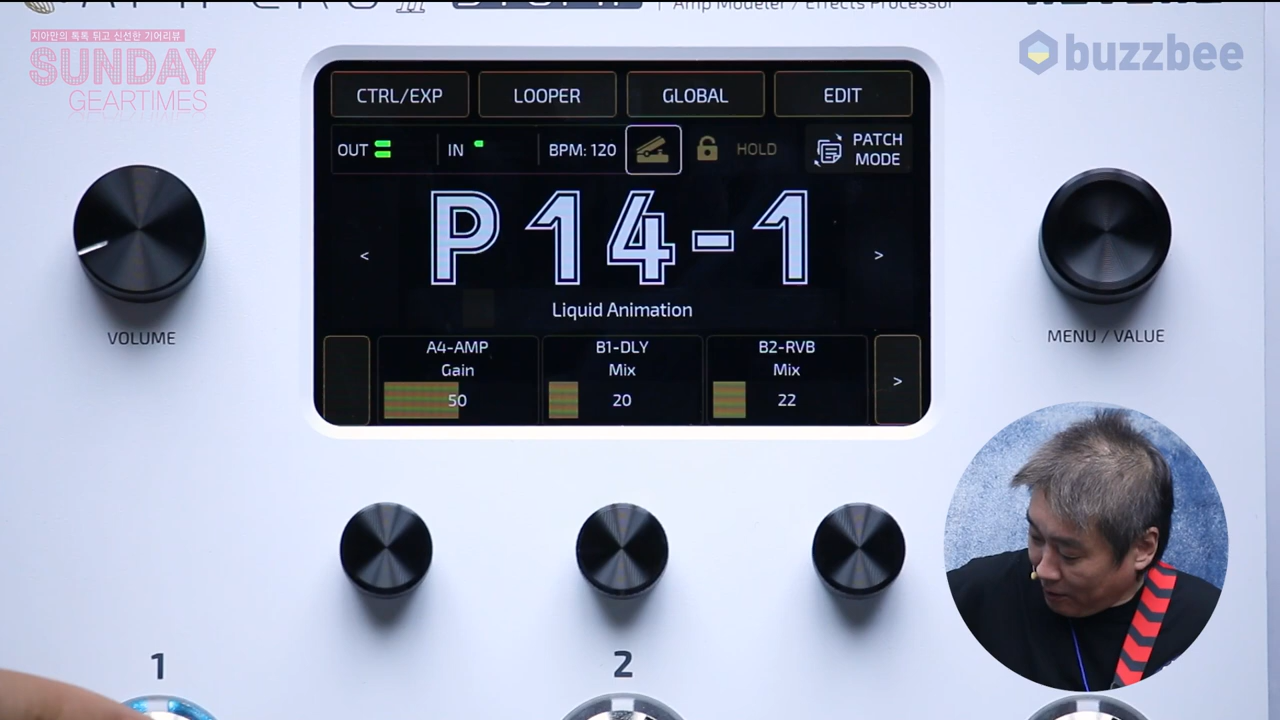 Amp Modeler / Effects Processor
지아만의 톡톡 튀고 신선한 기어리뷰
SUNDAY
GEARTIMES
buzzbee
CTRL/EXP
LOOPER
GLOBAL
EDIT
OUT
IN
BPM: 120
HOLD
PATCH
MODE
<
P14-1
>
Liquid Animation
A4-AMP
Gain
50
B1-DLY
Mix
20
B2-RVB
Mix
22
>
VOLUME
MENU / VALUE
1
2